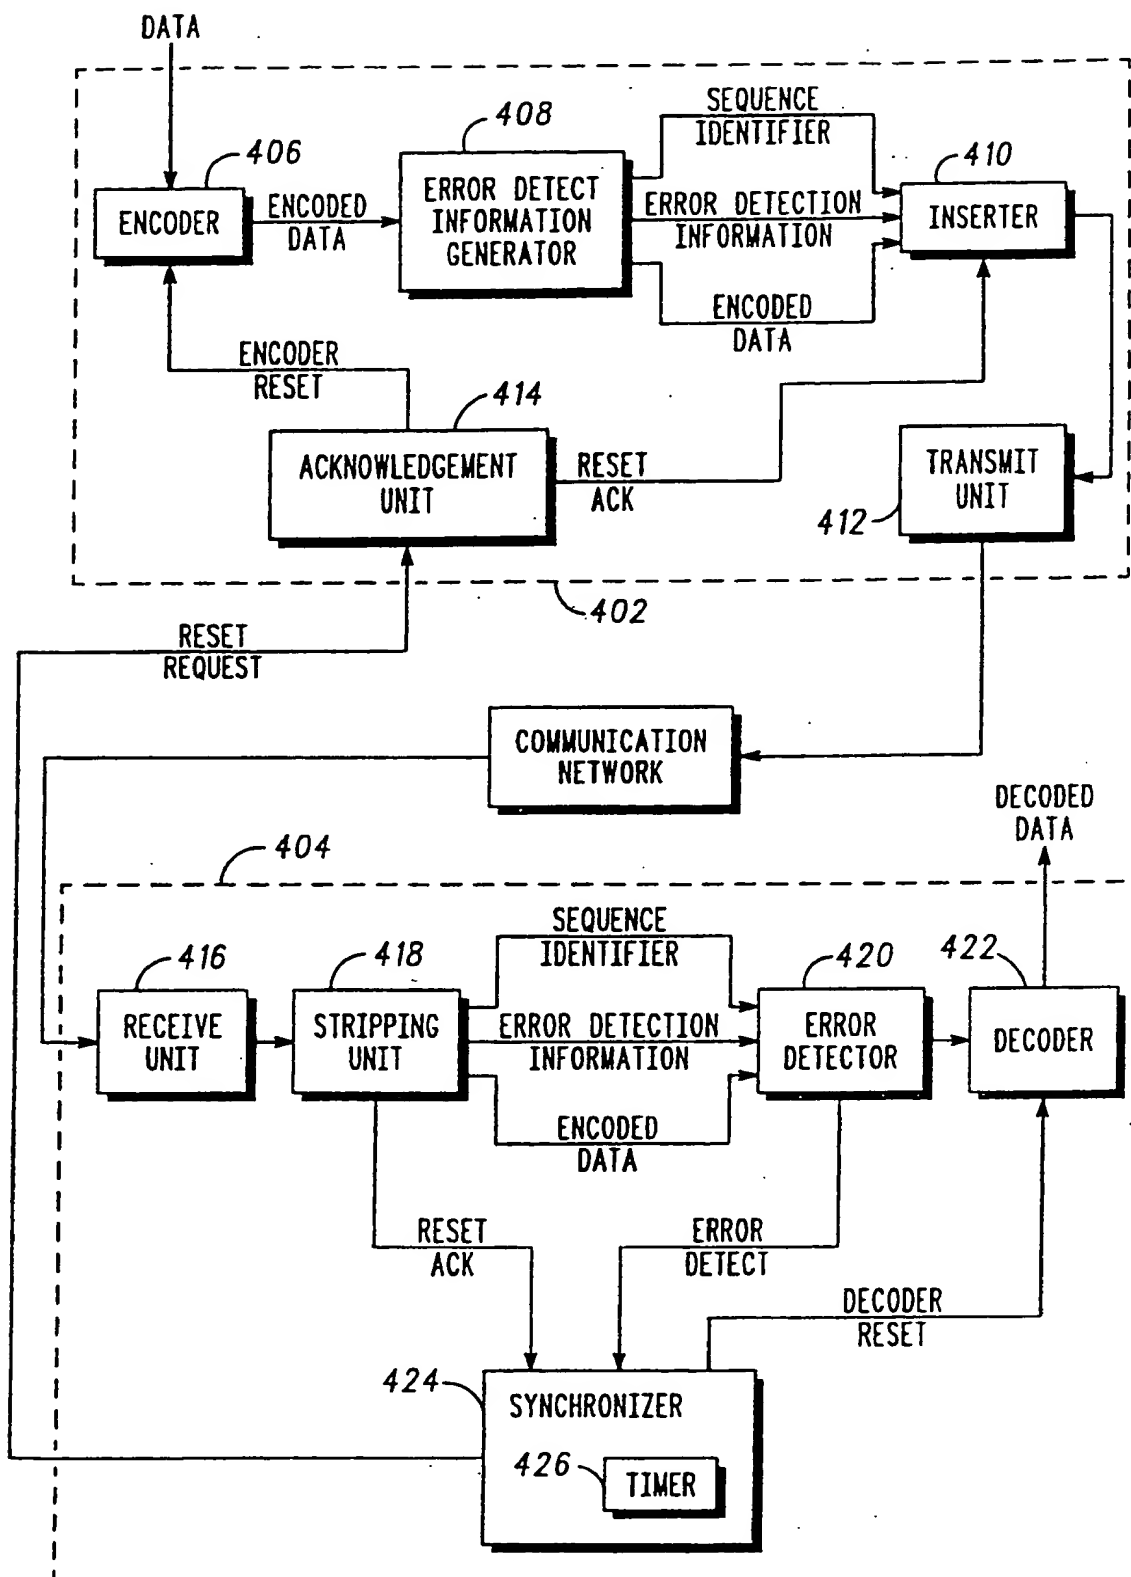 DATA
406
ENCODER
ENCODED
DATA
408
ERROR DETECT
INFORMATION
GENERATOR
SEQUENCE
IDENTIFIER
ERROR DETECTION
INFORMATION
ENCODED
DATA
410
INSERTER
ENCODER
RESET
414
ACKNOWLEDGEMENT
UNIT
RESET
ACK
TRANSMIT
UNIT
412
402
RESET
REQUEST
COMMUNICATION
NETWORK
DECODED
DATA
404
416
RECEIVE
UNIT
418
STRIPPING
UNIT
SEQUENCE
IDENTIFIER
ERROR DETECTION
INFORMATION
ENCODED
DATA
420
ERROR
DETECTOR
422
DECODER
RESET
ACK
ERROR
DETECT
DECODER
RESET
424
SYNCHRONIZER
426
TIMER